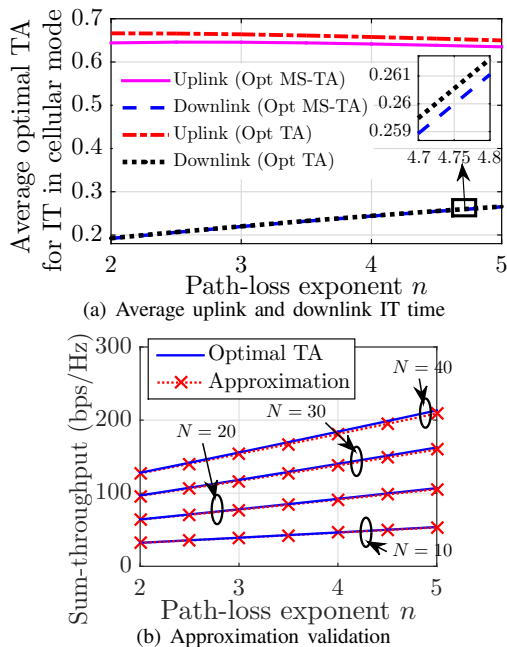 Average optimal TA
for IT in cellular mode
0.7
0.6
0.5
0.4
0.3
0.2
Uplink (Opt MS-TA)
Downlink (Opt MS-TA)
Uplink (Opt TA)
Downlink (Opt TA)
0.261
0.26
0.259
4.7 4.75 4.8
2 3 4 5
Path-loss exponent n
(a) Average uplink and downlink IT time
Sum-throughput (bps/Hz)
300
200
100
0
Optimal TA
Approximation
N = 40
N = 30
N = 20
N = 10
2 3 4 5
Path-loss exponent n
(b) Approximation validation